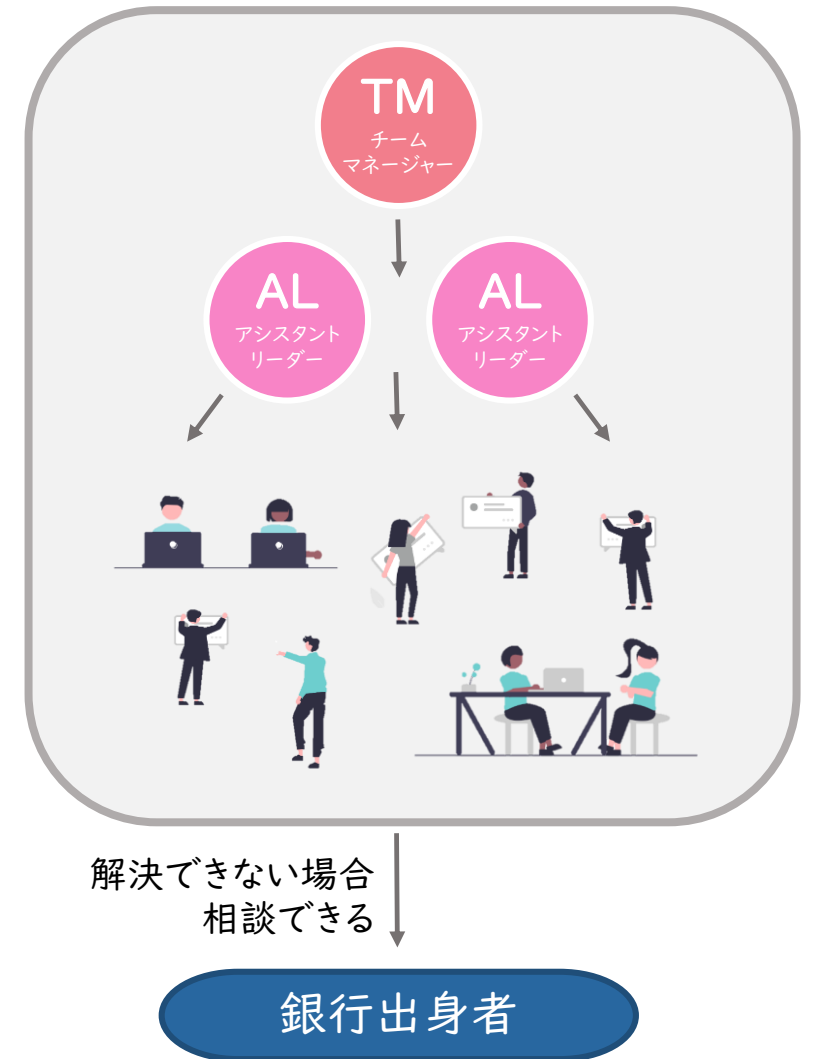 TM
チーム
マネージャー
AL
アシスタント
リーダー
AL
アシスタント
リーダー
解決できない場合
相談できる
銀行出身者